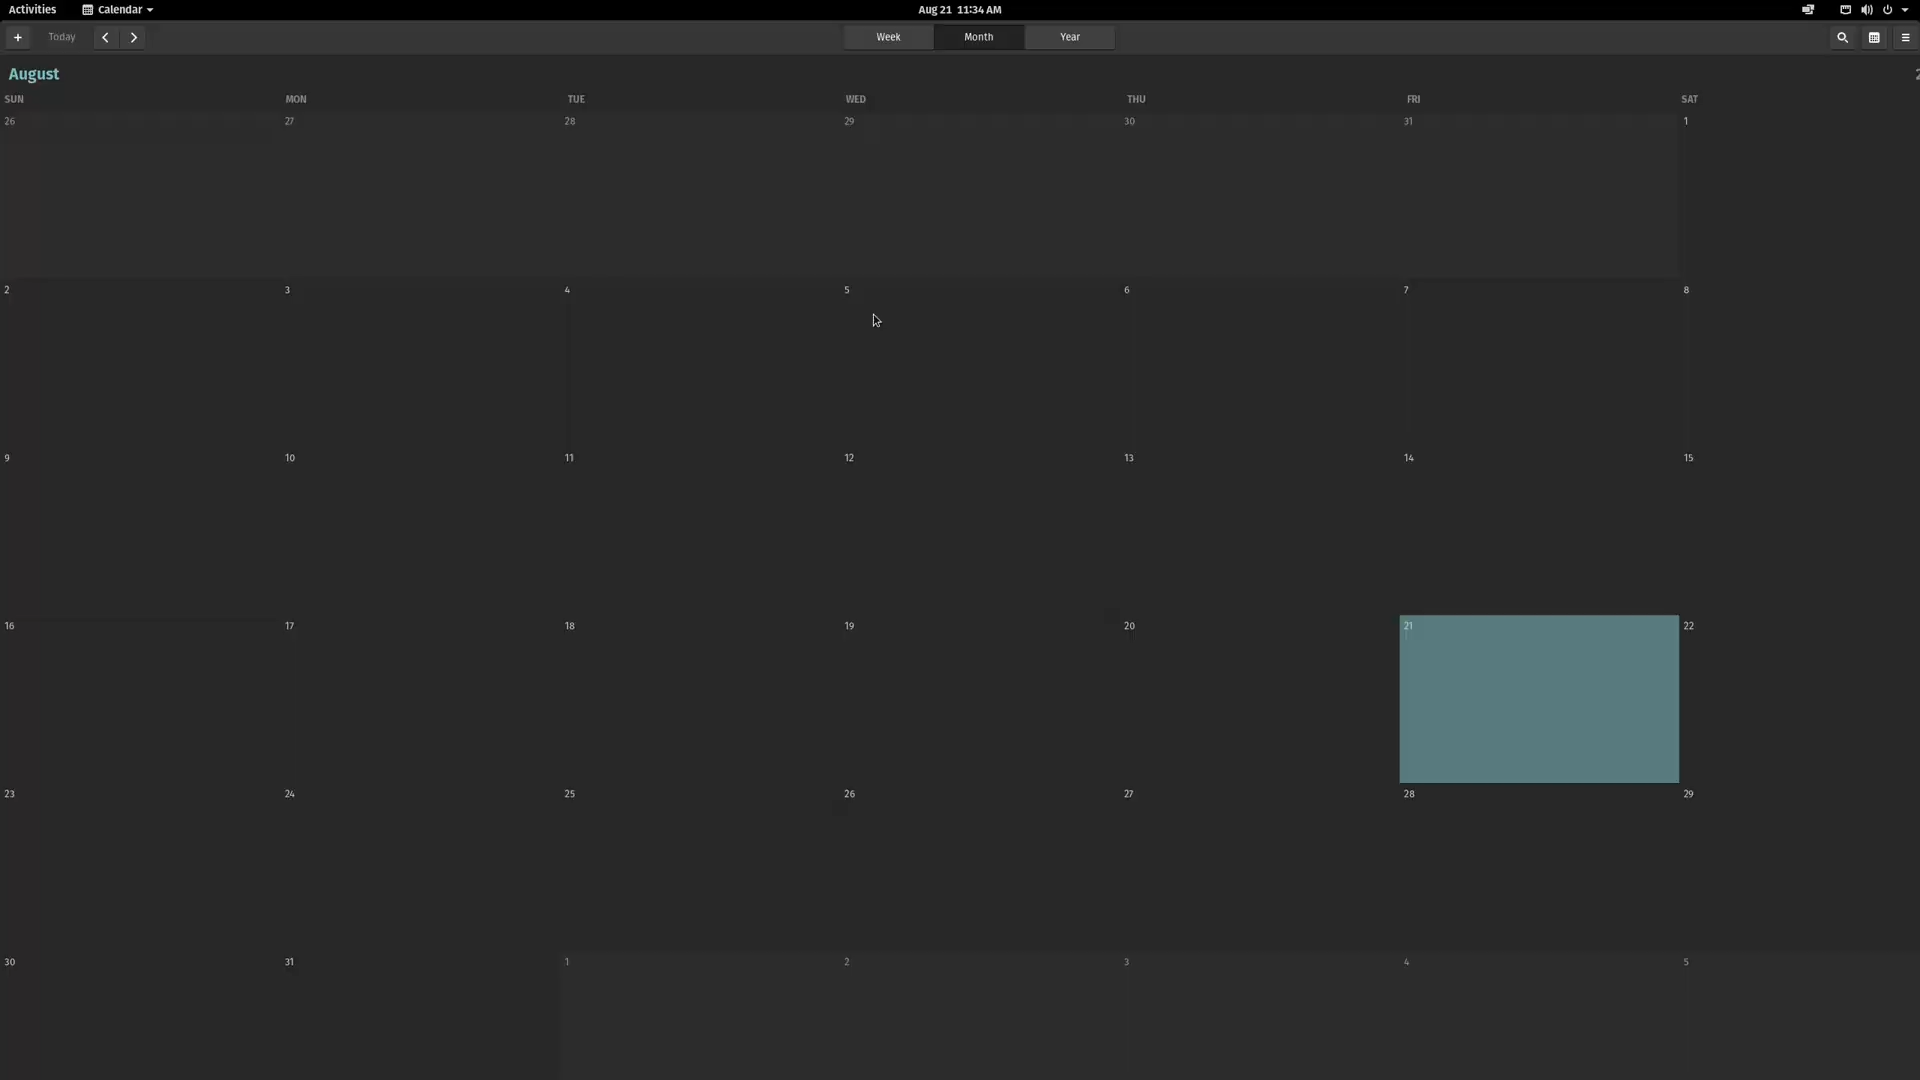 Activities Calendar Aug 21 11:34 AM
Today Week Month Year
August
SUN MON TUE WED THU FRI SAT
26 27 28 29 30 31 1
2 3 4 5 6 7 8
9 10 11 12 13 14 15
16 17 18 19 20 21 22
23 24 25 26 27 28 29
30 31 1 2 3 4 5